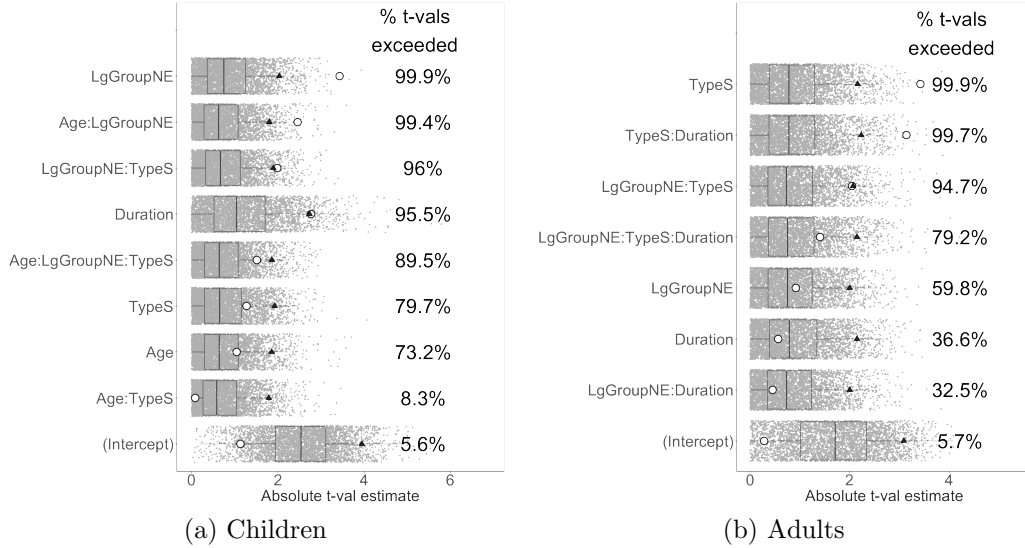 % t-vals
exceeded
LgGroupNE 99.9%
Age:LgGroupNE 99.4%
LgGroupNE:TypeS 96%
Duration 95.5%
Age:LgGroupNE:TypeS 89.5%
TypeS 79.7%
Age 73.2%
Age:TypeS 8.3%
(Intercept) 5.6%
0 2 4 6
Absolute t-val estimate
(a) Children
% t-vals
exceeded
TypeS 99.9%
TypeS:Duration 99.7%
LgGroupNE:TypeS 94.7%
LgGroupNE:TypeS:Duration 79.2%
LgGroupNE 59.8%
Duration 36.6%
LgGroupNE:Duration 32.5%
(Intercept) 5.7%
0 2 4
Absolute t-val estimate
(b) Adults